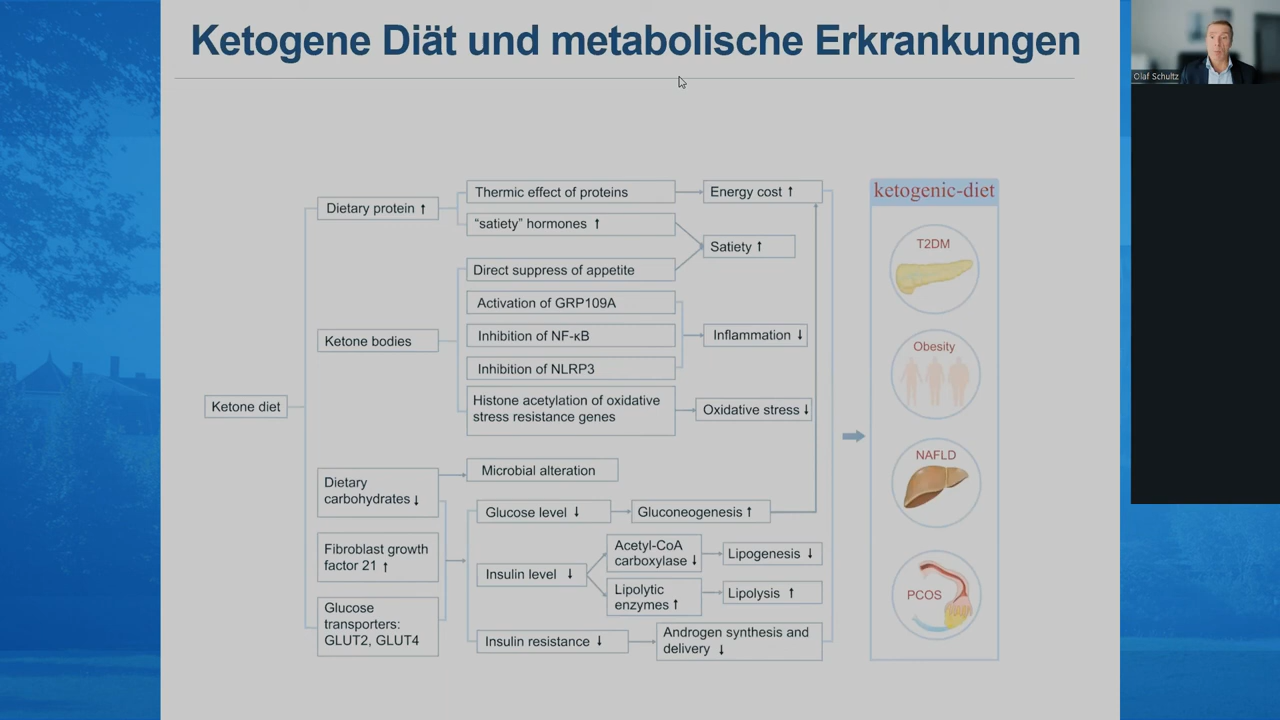 Ketogene Diät und metabolische Erkrankungen
Olaf Schultz
Ketone diet
Dietary protein ↑
Thermic effect of proteins
Energy cost ↑
“satiety” hormones ↑
Satiety ↑
Ketone bodies
Direct suppress of appetite
Activation of GRP109A
Inhibition of NF-κB
Inhibition of NLRP3
Inflammation ↓
Histone acetylation of oxidative
stress resistance genes
Oxidative stress ↓
Dietary
carbohydrates ↓
Microbial alteration
Fibroblast growth
factor 21 ↑
Glucose
transporters:
GLUT2, GLUT4
Glucose level ↓
Gluconeogenesis ↑
Insulin level ↓
Acetyl-CoA
carboxylase ↓
Lipogenesis ↓
Lipolytic
enzymes ↑
Lipolysis ↑
Insulin resistance ↓
Androgen synthesis and
delivery ↓
ketogenic-diet
T2DM
Obesity
NAFLD
PCOS